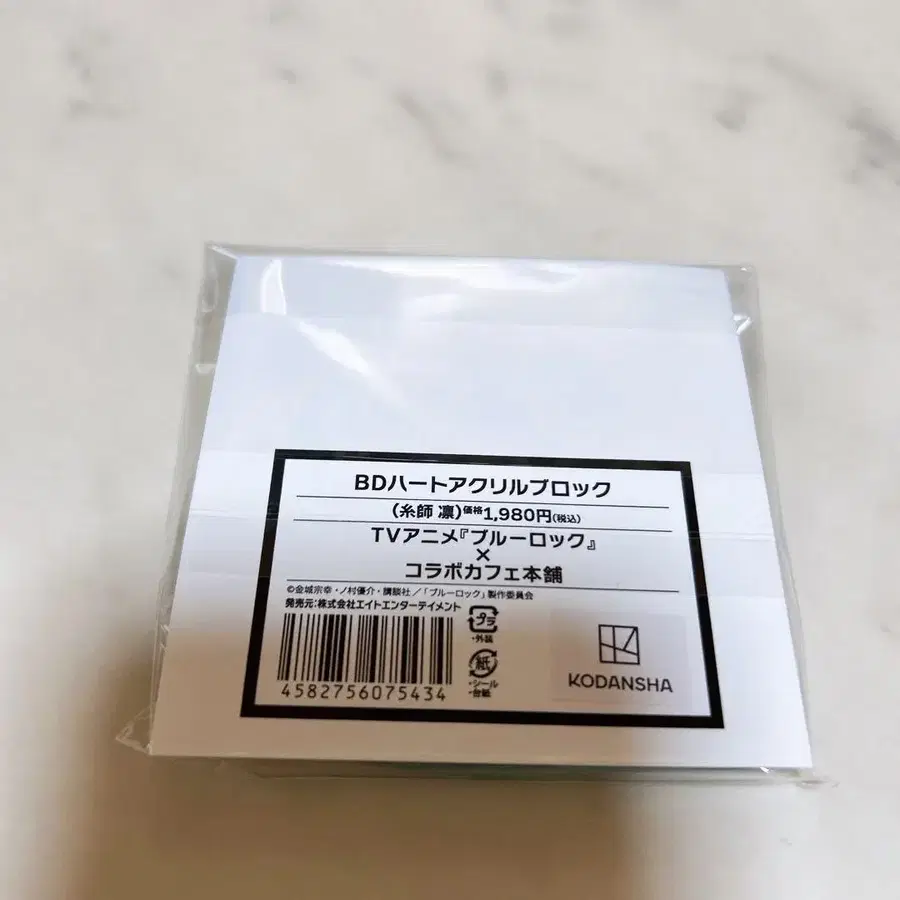 BDハートアクリルブロック
(糸師 凛)価格1,980円(税込)
TVアニメ『ブルーロック』
×
コラボカフェ本舗
©金城宗幸・ノ村優介・講談社／「ブルーロック」製作委員会
発売元:株式会社エイトエンターテイメント
プラ
・外装
紙
・シール
・台紙
4582756075434
KODANSHA